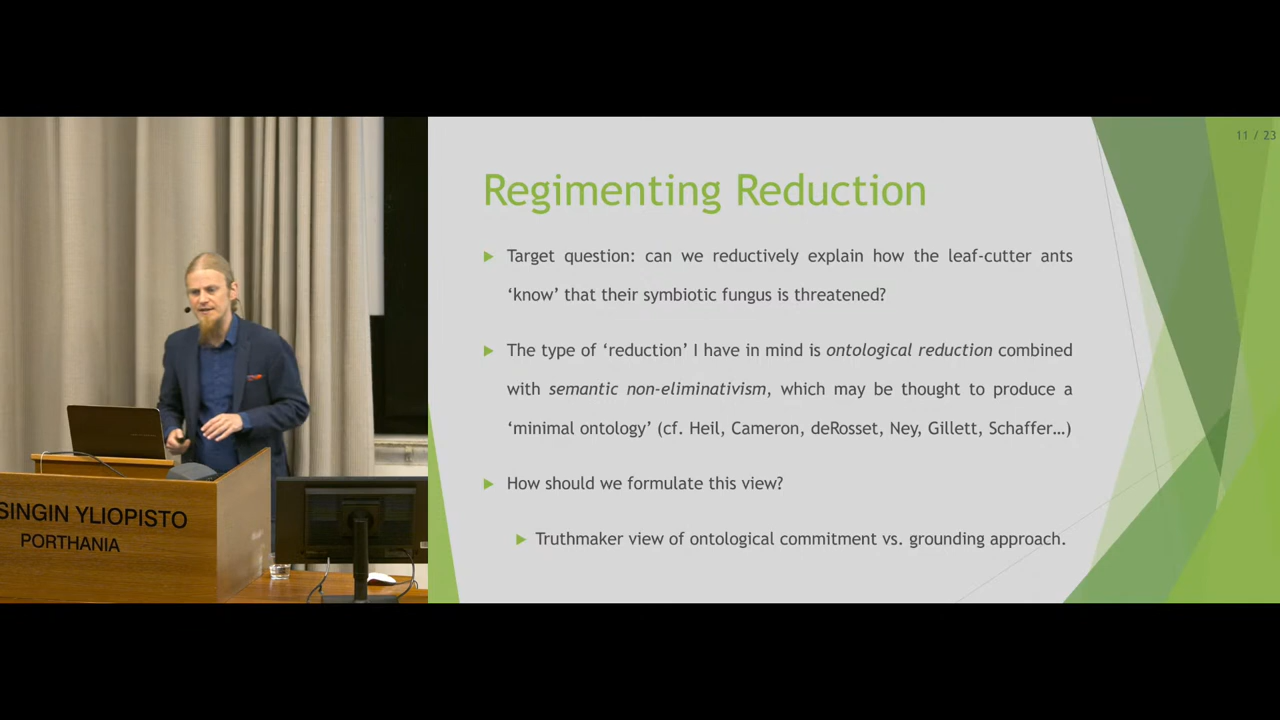 11 / 23
Regimenting Reduction
Target question: can we reductively explain how the leaf-cutter ants
‘know’ that their symbiotic fungus is threatened?
The type of ‘reduction’ I have in mind is ontological reduction combined
with semantic non-eliminativism, which may be thought to produce a
‘minimal ontology’ (cf. Heil, Cameron, deRosset, Ney, Gillett, Schaffer…)
How should we formulate this view?
Truthmaker view of ontological commitment vs. grounding approach.
SINGIN YLIOPISTO
PORTHANIA